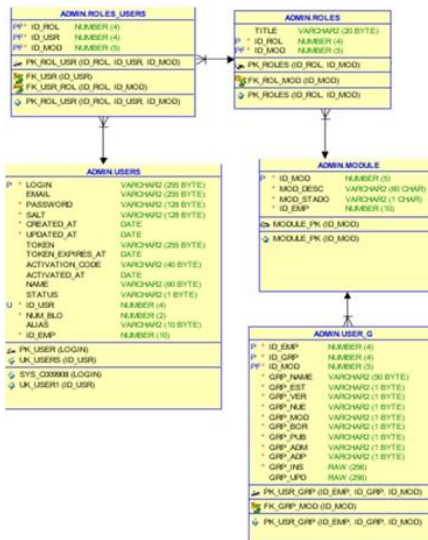 ADMIN.ROLES_USERS
PF* ID_ROL NUMBER (4)
PF* ID_USR NUMBER (4)
PF* ID_MOD NUMBER (5)
PK_ROL_USR (ID_ROL, ID_USR, ID_MOD)
FK_USR (ID_USR)
FK_USR_ROL (ID_ROL, ID_MOD)
PK_ROL_USR (ID_ROL, ID_USR, ID_MOD)
ADMIN.ROLES
TITLE VARCHAR2 (20 BYTE)
P * ID_ROL NUMBER (4)
PF* ID_MOD NUMBER (5)
PK_ROLES (ID_ROL, ID_MOD)
FK_ROL_MOD (ID_MOD)
PK_ROLES (ID_ROL, ID_MOD)
ADMIN.USERS
P * LOGIN VARCHAR2 (255 BYTE)
EMAIL VARCHAR2 (255 BYTE)
* PASSWORD VARCHAR2 (128 BYTE)
* SALT VARCHAR2 (128 BYTE)
* CREATED_AT DATE
* UPDATED_AT DATE
TOKEN VARCHAR2 (255 BYTE)
TOKEN_EXPIRES_AT DATE
ACTIVATION_CODE VARCHAR2 (40 BYTE)
ACTIVATED_AT DATE
NAME VARCHAR2 (80 BYTE)
STATUS VARCHAR2 (1 BYTE)
U * ID_USR NUMBER (4)
* NUM_BLO NUMBER (2)
ALIAS VARCHAR2 (10 BYTE)
* ID_EMP NUMBER (10)
PK_USER (LOGIN)
UK_USERS (ID_USR)
(LOGIN)
UK_USER1 (ID_USR)
ADMIN.MODULE
P * ID_MOD NUMBER (5)
* MOD_DESC VARCHAR2 (60 CHAR)
* MOD_STADO VARCHAR2 (1 CHAR)
* ID_EMP NUMBER (10)
MODULE_PK (ID_MOD)
MODULE_PK (ID_MOD)
ADMIN.USER_G
P * ID_EMP NUMBER (4)
P * ID_GRP NUMBER (4)
PF* ID_MOD NUMBER (5)
* GRP_NAME VARCHAR2 (50 BYTE)
* GRP_EST VARCHAR2 (1 BYTE)
* GRP_VER VARCHAR2 (1 BYTE)
* GRP_NUE VARCHAR2 (1 BYTE)
* GRP_MOD VARCHAR2 (1 BYTE)
* GRP_BOR VARCHAR2 (1 BYTE)
* GRP_PUB VARCHAR2 (1 BYTE)
* GRP_ADM VARCHAR2 (1 BYTE)
* GRP_ADP VARCHAR2 (1 BYTE)
* GRP_INS RAW (256)
* GRP_UPD RAW (256)
PK_USR_GRP (ID_EMP, ID_GRP, ID_MOD)
FK_GRP_MOD (ID_MOD)
PK_USR_GRP (ID_EMP, ID_GRP, ID_MOD)